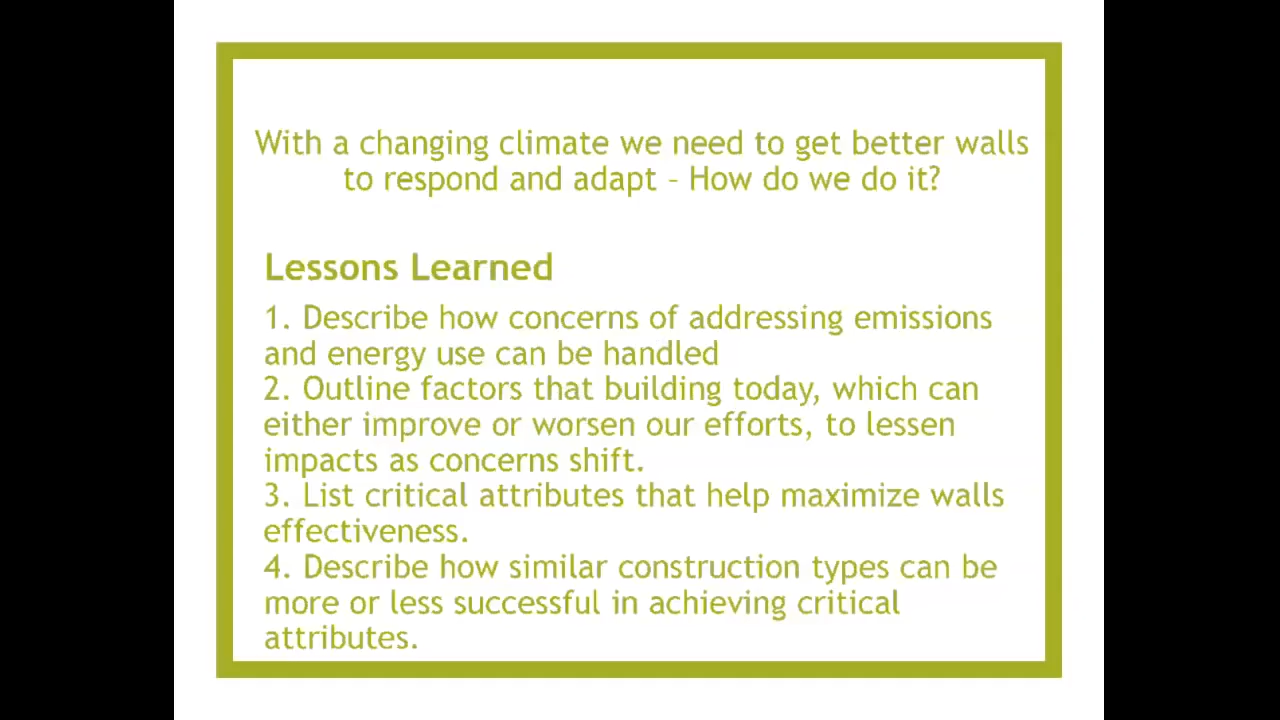 With a changing climate we need to get better walls
to respond and adapt – How do we do it?
Lessons Learned
1. Describe how concerns of addressing emissions
and energy use can be handled
2. Outline factors that building today, which can
either improve or worsen our efforts, to lessen
impacts as concerns shift.
3. List critical attributes that help maximize walls
effectiveness.
4. Describe how similar construction types can be
more or less successful in achieving critical
attributes.